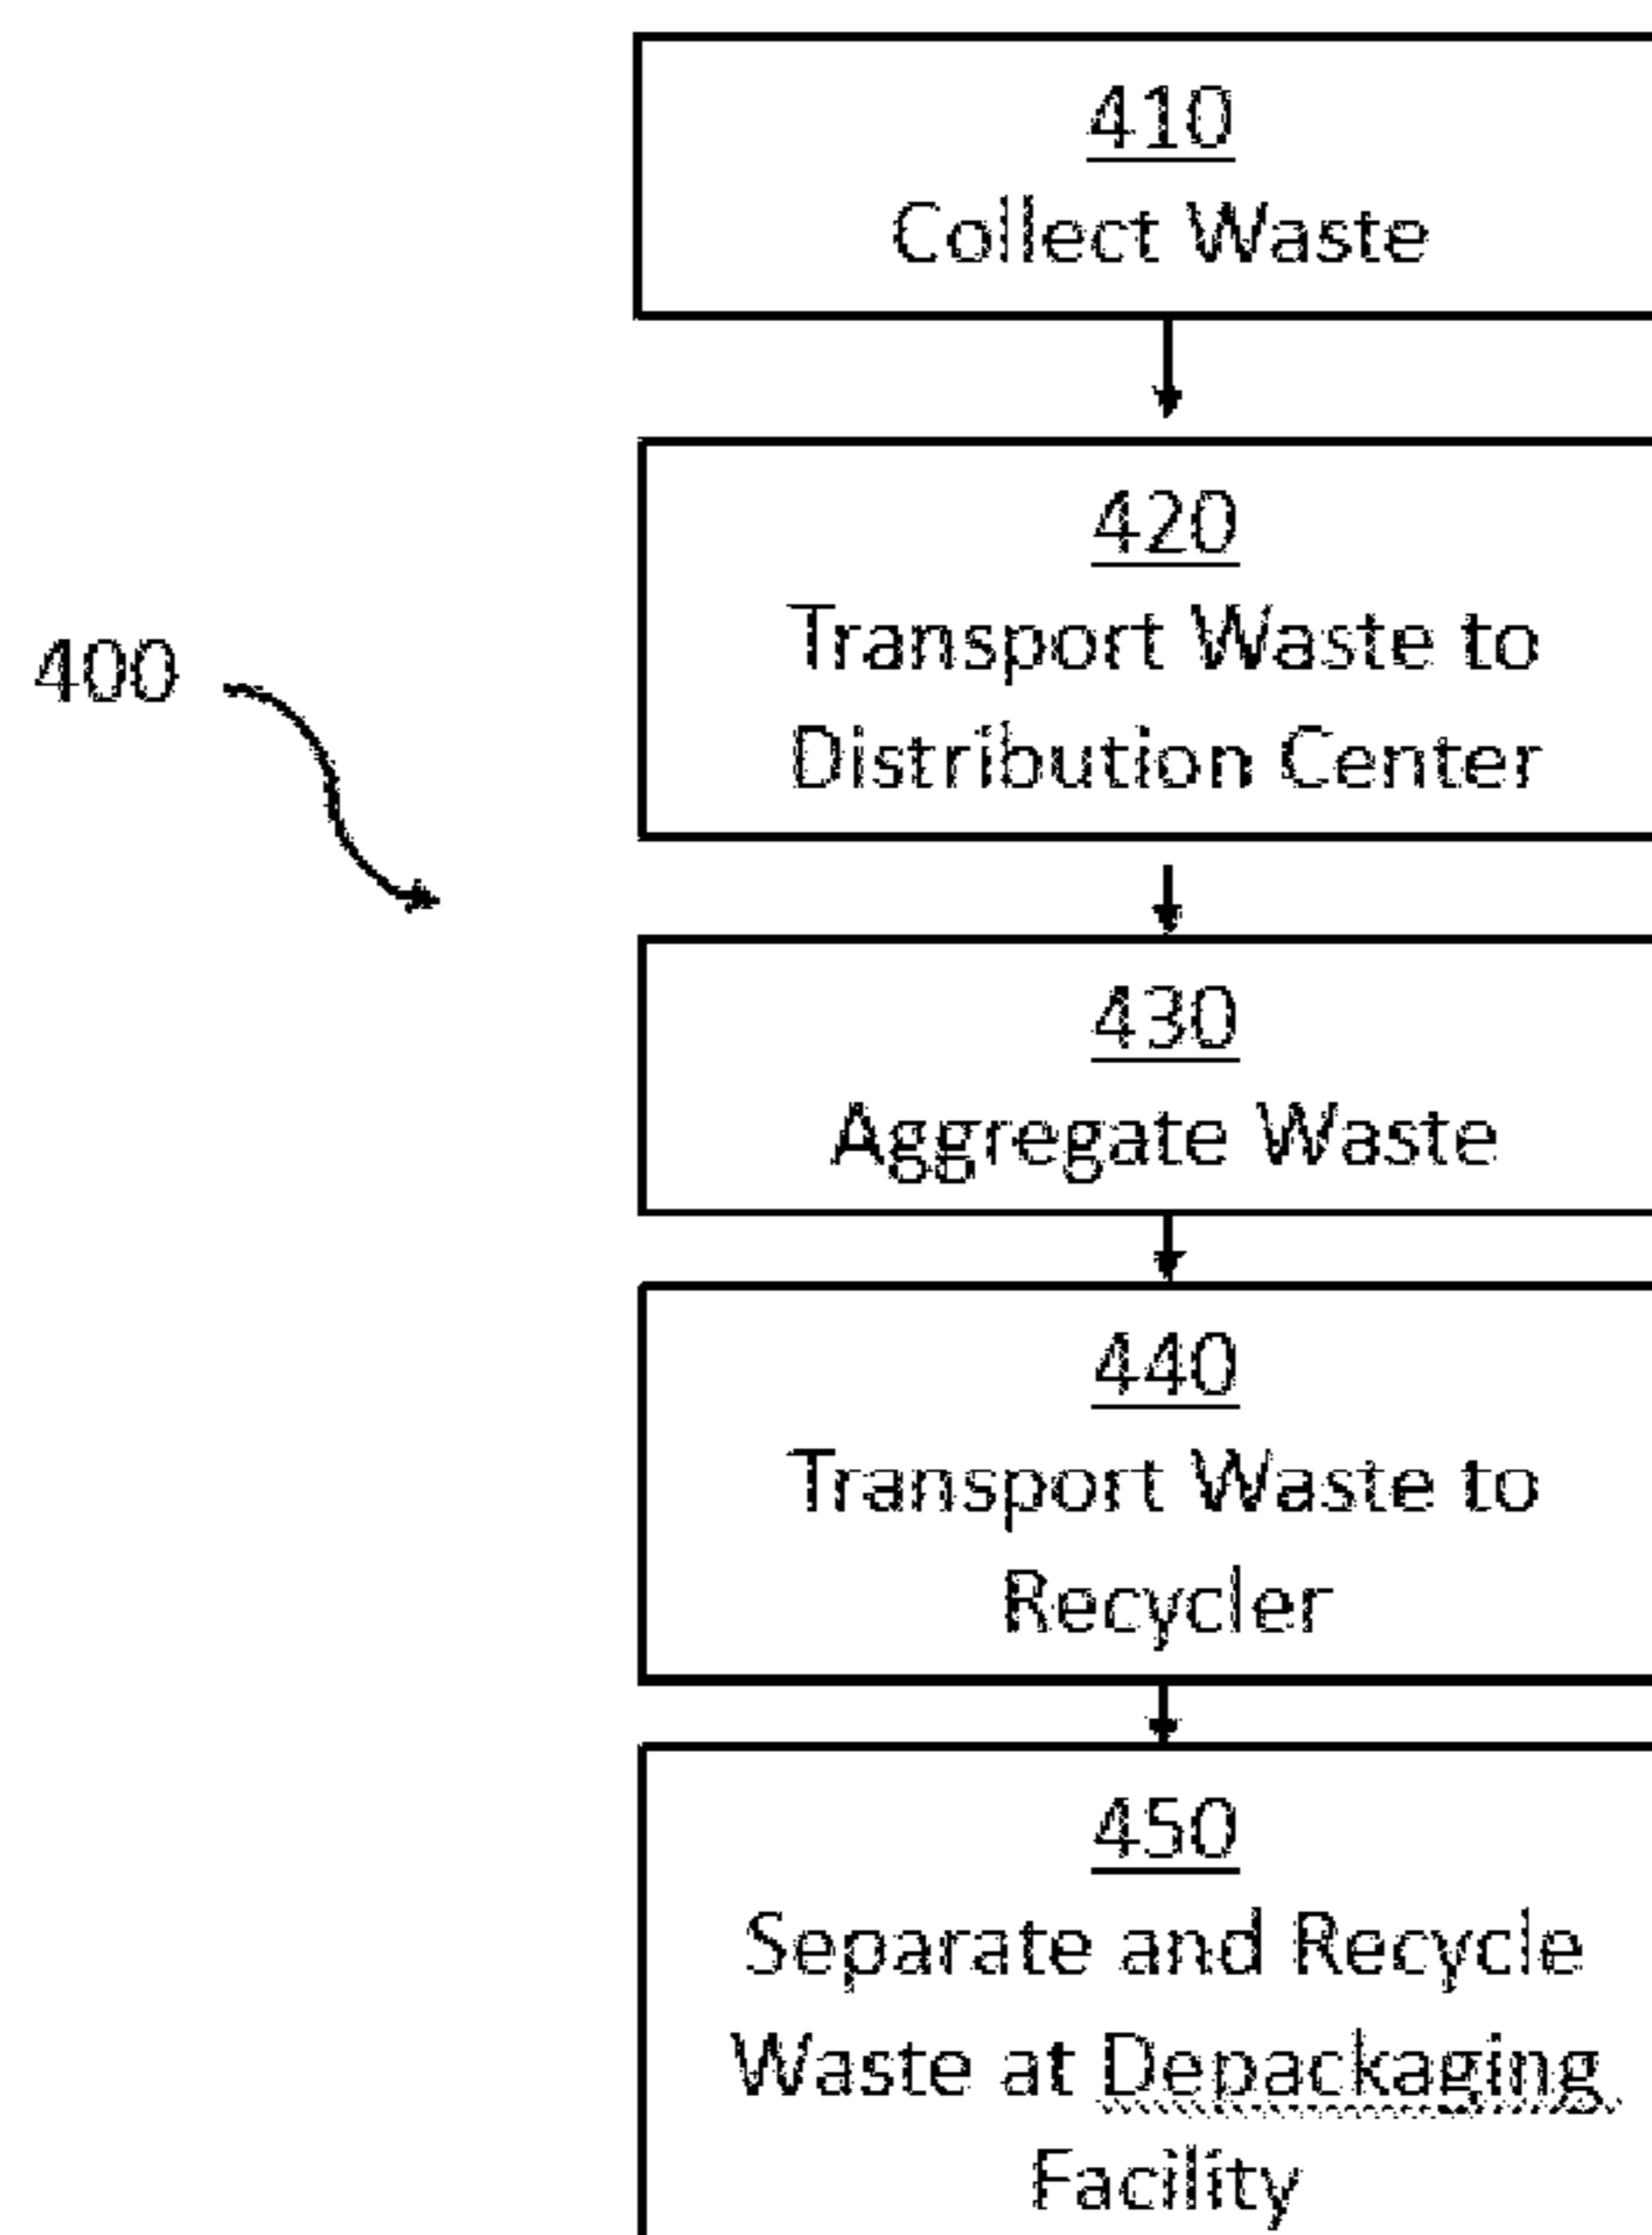 410
Collect Waste
420
Transport Waste to
Distribution Center
400
430
Aggregate Waste
440
Transport Waste to
Recycler
450
Separate and Recycle
Waste at Depackaging
Facility